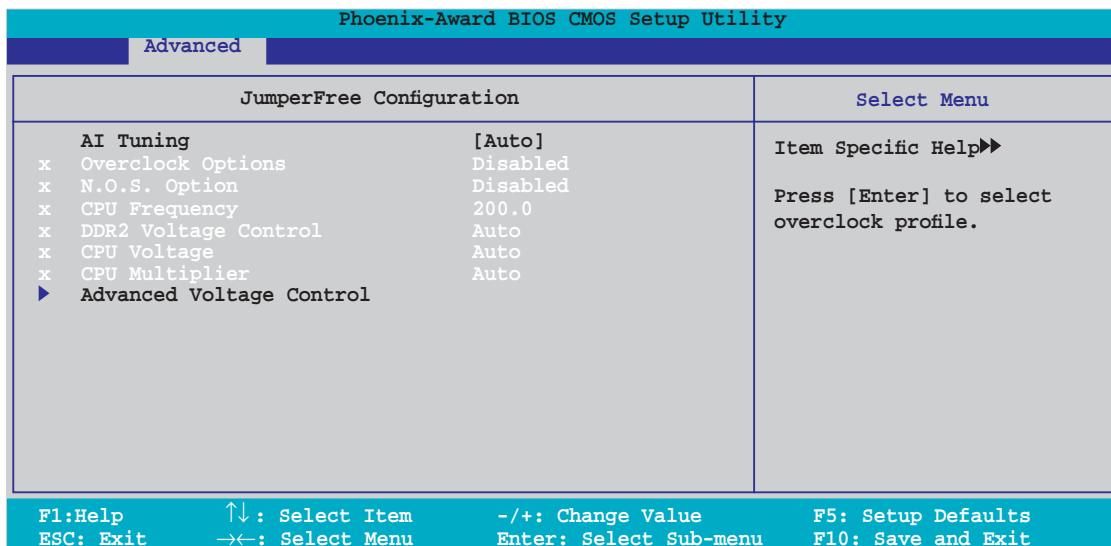 Phoenix-Award BIOS CMOS Setup Utility
Advanced
JumperFree Configuration
Select Menu
AI Tuning [Auto]
x Overclock Options Disabled
x N.O.S. Option Disabled
x CPU Frequency 200.0
x DDR2 Voltage Control Auto
x CPU Voltage Auto
x CPU Multiplier Auto
Advanced Voltage Control
Item Specific Help
Press [Enter] to select
overclock profile.
F1:Help ↑↓: Select Item -/+: Change Value F5: Setup Defaults
ESC: Exit →←: Select Menu Enter: Select Sub-menu F10: Save and Exit